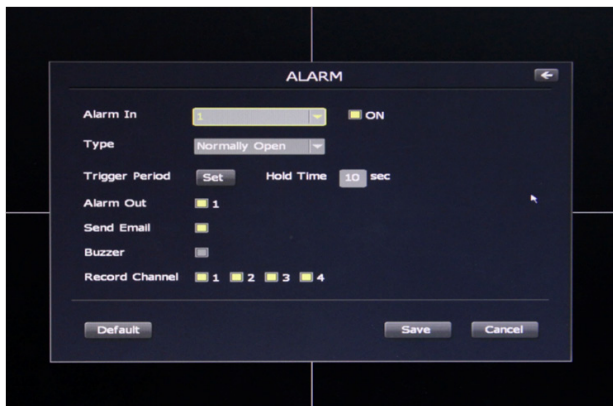 ALARM
Alarm In 1 ON
Type Normally Open
Trigger Period Set Hold Time 10 sec
Alarm Out 1
Send Email
Buzzer
Record Channel 1 2 3 4
Default Save Cancel